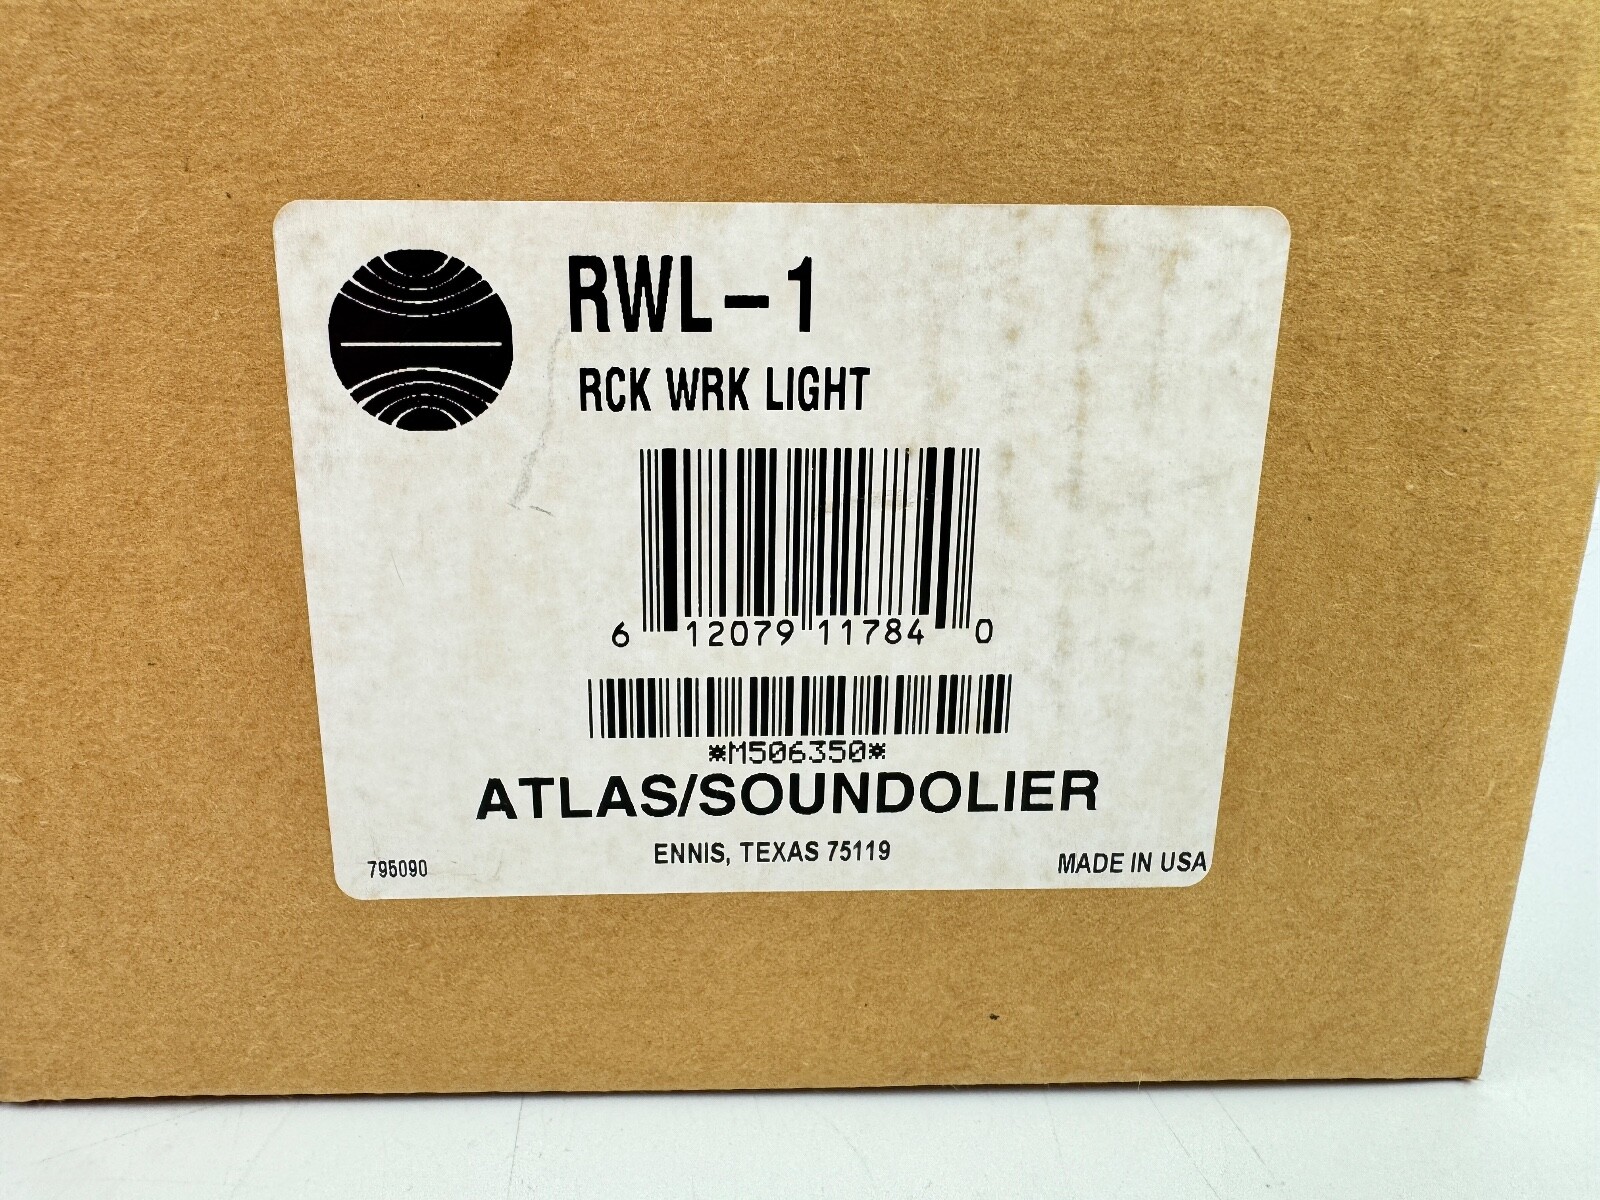 RWL-1
RCK WRK LIGHT
6 12079 11784 0
*M506350*
ATLAS/SOUNDOLIER
ENNIS, TEXAS 75119
795090
MADE IN USA